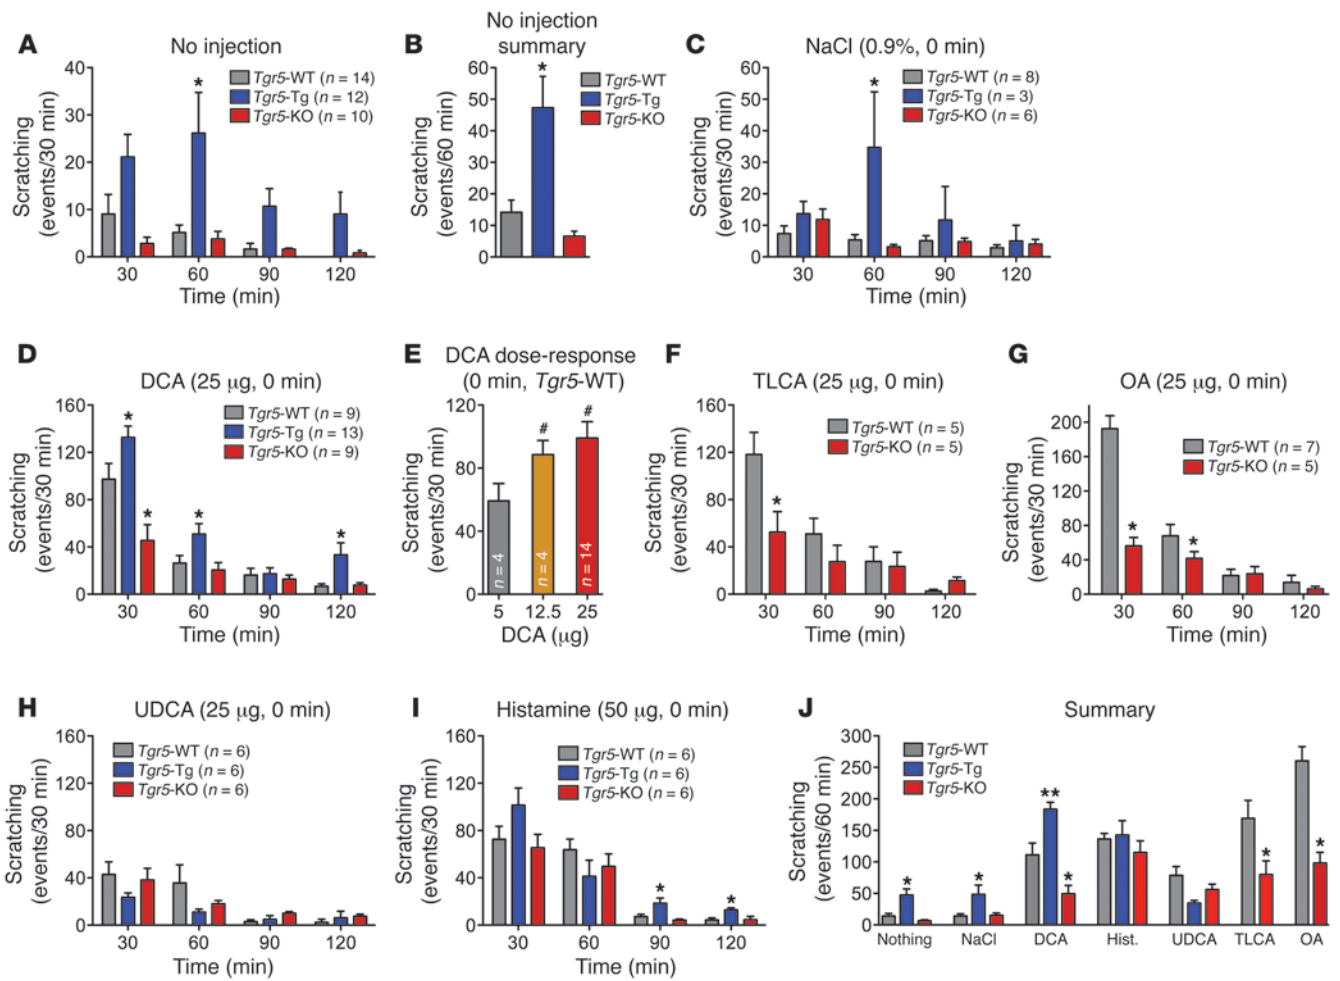 A
No injection
Scratching
(events/30 min)
40
30
20
10
0
*
Tgr5-WT (n = 14)
Tgr5-Tg (n = 12)
Tgr5-KO (n = 10)
30 60 90 120
Time (min)
B
No injection
summary
Scratching
(events/60 min)
60
50
40
30
20
10
0
*
Tgr5-WT
Tgr5-Tg
Tgr5-KO
C
NaCl (0.9%, 0 min)
Scratching
(events/30 min)
60
50
40
30
20
10
0
*
Tgr5-WT (n = 8)
Tgr5-Tg (n = 3)
Tgr5-KO (n = 6)
30 60 90 120
Time (min)
D
DCA (25 μg, 0 min)
Scratching
(events/30 min)
160
120
80
40
0
* * * *
Tgr5-WT (n = 9)
Tgr5-Tg (n = 13)
Tgr5-KO (n = 9)
30 60 90 120
Time (min)
E
DCA dose-response
(0 min, Tgr5-WT)
Scratching
(events/30 min)
120
80
40
0
# #
n = 4 n = 4 n = 14
5 12.5 25
DCA (μg)
F
TLCA (25 μg, 0 min)
Scratching
(events/30 min)
160
120
80
40
0
*
Tgr5-WT (n = 5)
Tgr5-KO (n = 5)
30 60 90 120
Time (min)
G
OA (25 μg, 0 min)
Scratching
(events/30 min)
200
160
120
80
40
0
* *
Tgr5-WT (n = 7)
Tgr5-KO (n = 5)
30 60 90 120
Time (min)
H
UDCA (25 μg, 0 min)
Scratching
(events/30 min)
160
120
80
40
0
Tgr5-WT (n = 6)
Tgr5-Tg (n = 6)
Tgr5-KO (n = 6)
30 60 90 120
Time (min)
I
Histamine (50 μg, 0 min)
Scratching
(events/30 min)
160
120
80
40
0
Tgr5-WT (n = 6)
Tgr5-Tg (n = 6)
Tgr5-KO (n = 6)
* *
30 60 90 120
Time (min)
J
Summary
Scratching
(events/60 min)
300
250
200
150
100
50
0
Tgr5-WT
Tgr5-Tg
Tgr5-KO
* * ** * * *
Nothing NaCl DCA Hist. UDCA TLCA OA